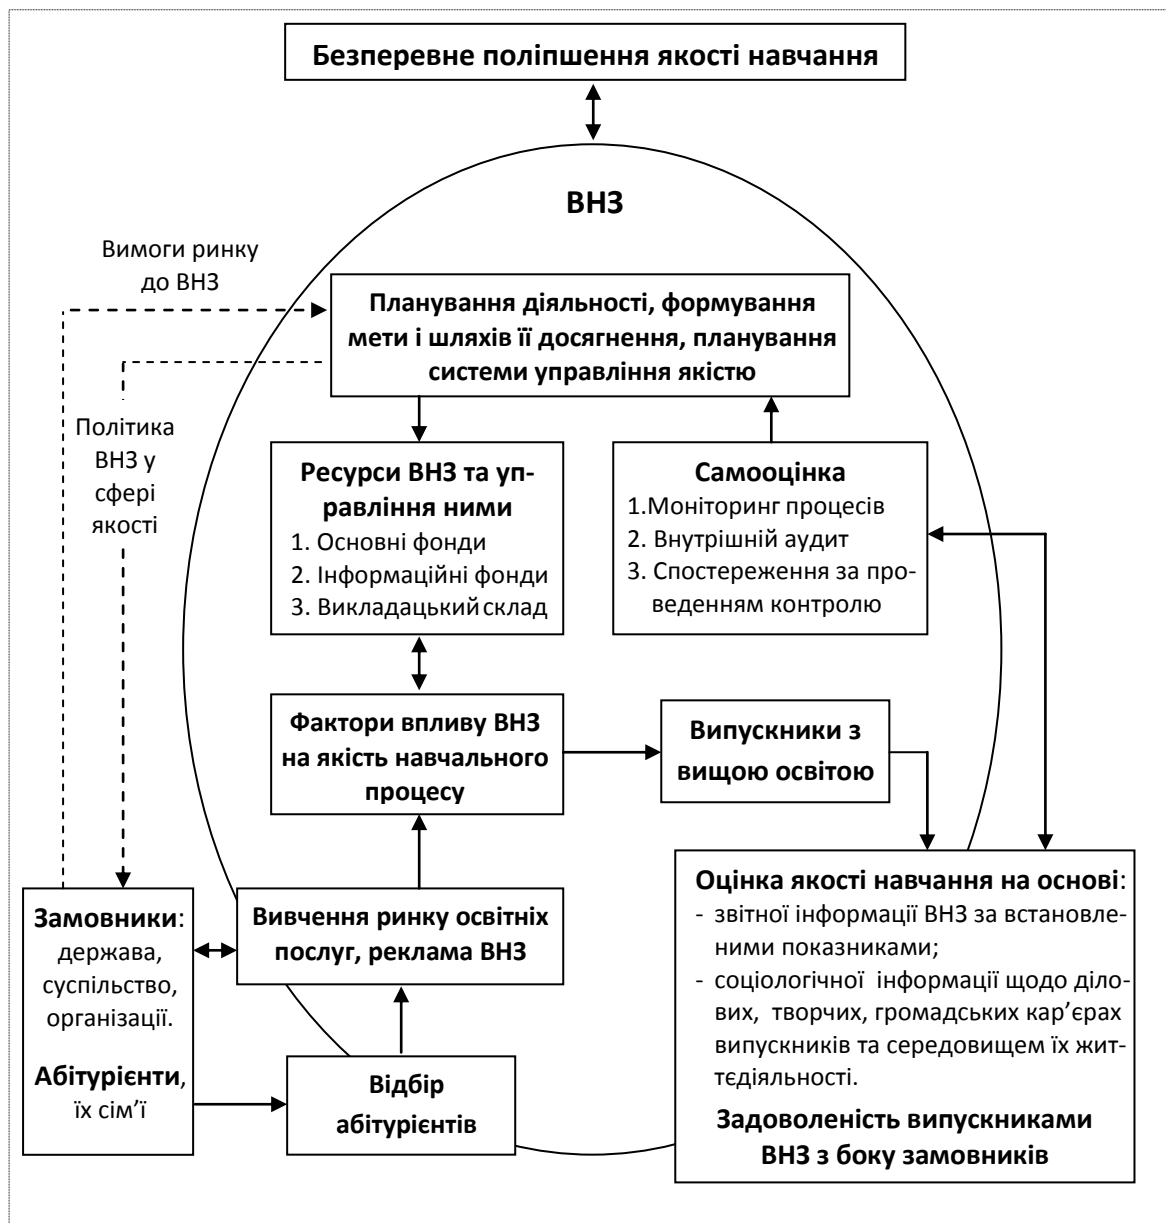 Безперевне поліпшення якості навчання
ВНЗ
Вимоги ринку
до ВНЗ
Планування діяльності, формування
мети і шляхів її досягнення, планування
системи управління якістю
Політика
ВНЗ у
сфері
якості
Ресурси ВНЗ та уп-
равління ними
1. Основні фонди
2. Інформаційні фонди
3. Викладацький склад
Самооцінка
1.Моніторинг процесів
2. Внутрішній аудит
3. Спостереження за про-
веденням контролю
Фактори впливу ВНЗ
на якість навчального
процесу
Випускники з
вищою освітою
Замовники:
держава,
суспільство,
організації.
Абітурієнти,
їх сім’ї
Вивчення ринку освітніх
послуг, реклама ВНЗ
Відбір
абітурієнтів
Оцінка якості навчання на основі:
- звітної інформації ВНЗ за встановле-
ними показниками;
- соціологічної інформації щодо діло-
вих, творчих, громадських кар’єрах
випускників та середовищем їх жит-
тєдіяльності.
Задоволеність випускниками
ВНЗ з боку замовників